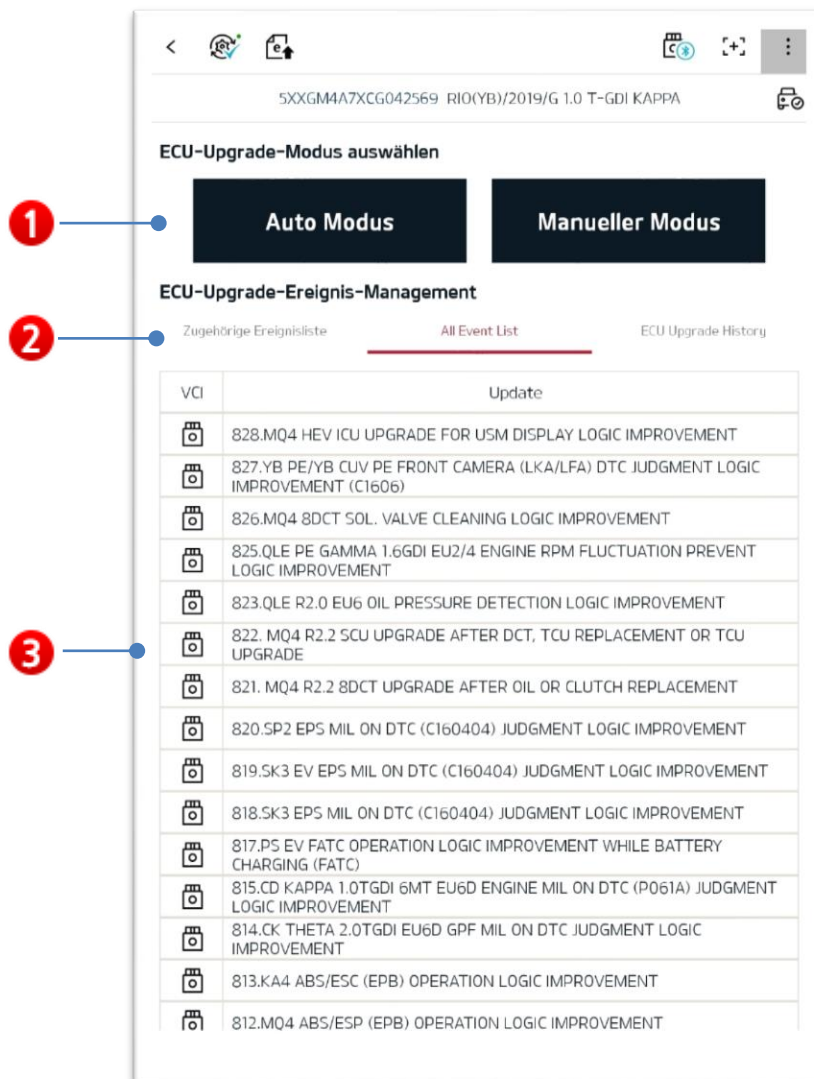 5XXGM4A7XCG042569 RIO(YB)/2019/G 1.0 T-GDI KAPPA
ECU-Upgrade-Modus auswählen
1
Auto Modus
Manueller Modus
ECU-Upgrade-Ereignis-Management
2
Zugehörige Ereignisliste
All Event List
ECU Upgrade History
VCI
Update
828.MQ4 HEV ICU UPGRADE FOR USM DISPLAY LOGIC IMPROVEMENT
827.YB PE/YB CUV PE FRONT CAMERA (LKA/LFA) DTC JUDGMENT LOGIC
IMPROVEMENT (C1606)
826.MQ4 8DCT SOL. VALVE CLEANING LOGIC IMPROVEMENT
825.QLE PE GAMMA 1.6GDI EU2/4 ENGINE RPM FLUCTUATION PREVENT
LOGIC IMPROVEMENT
823.QLE R2.0 EU6 OIL PRESSURE DETECTION LOGIC IMPROVEMENT
3
822. MQ4 R2.2 SCU UPGRADE AFTER DCT, TCU REPLACEMENT OR TCU
UPGRADE
821. MQ4 R2.2 8DCT UPGRADE AFTER OIL OR CLUTCH REPLACEMENT
820.SP2 EPS MIL ON DTC (C160404) JUDGMENT LOGIC IMPROVEMENT
819.SK3 EV EPS MIL ON DTC (C160404) JUDGMENT LOGIC IMPROVEMENT
818.SK3 EPS MIL ON DTC (C160404) JUDGMENT LOGIC IMPROVEMENT
817.PS EV FATC OPERATION LOGIC IMPROVEMENT WHILE BATTERY
CHARGING (FATC)
815.CD KAPPA 1.0TGDI 6MT EU6D ENGINE MIL ON DTC (P061A) JUDGMENT
LOGIC IMPROVEMENT
814.CK THETA 2.0TGDI EU6D GPF MIL ON DTC JUDGMENT LOGIC
IMPROVEMENT
813.KA4 ABS/ESC (EPB) OPERATION LOGIC IMPROVEMENT
812.MQ4 ABS/ESP (EPB) OPERATION LOGIC IMPROVEMENT